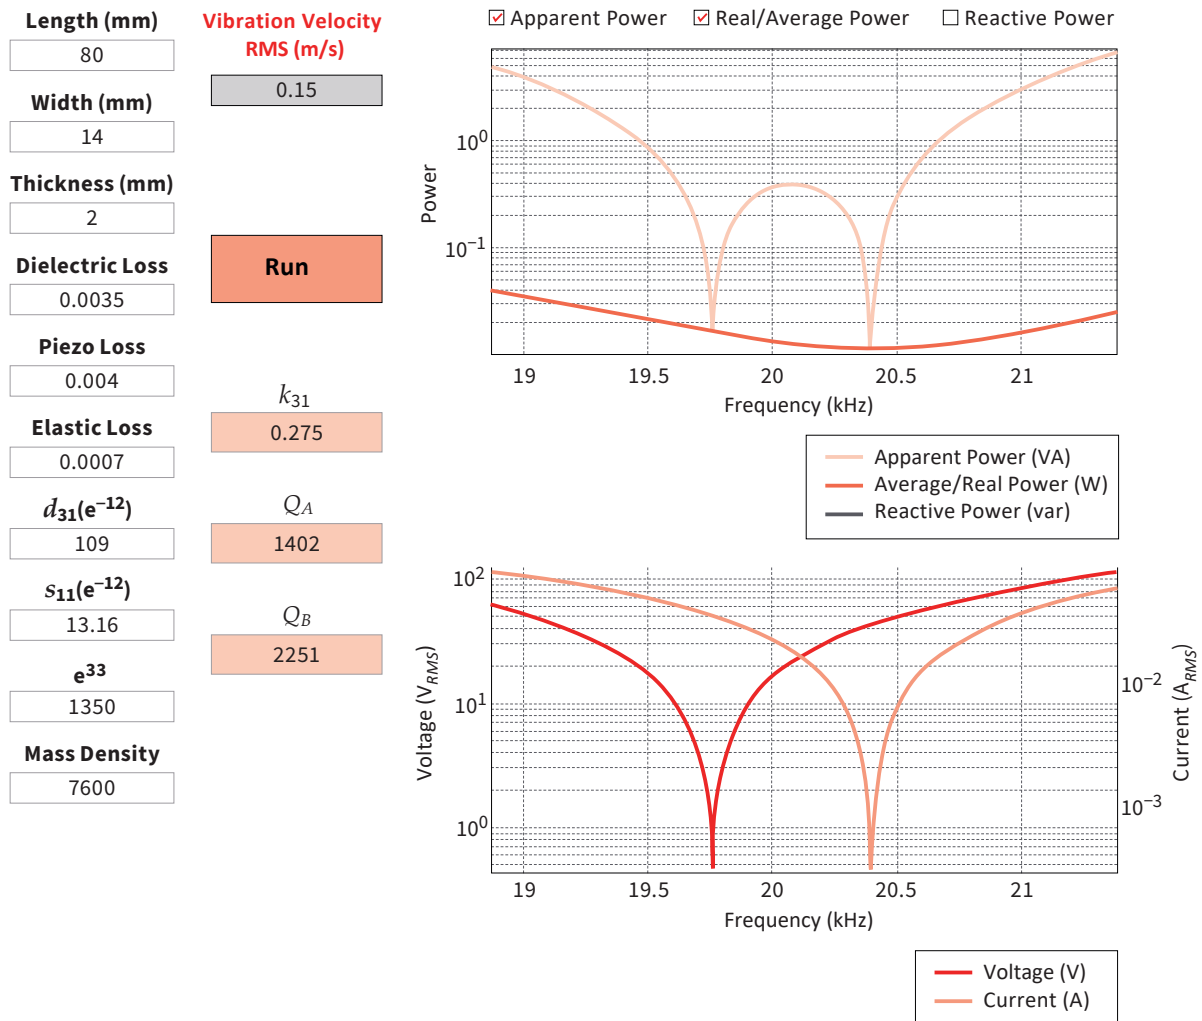 Length (mm)
80
Width (mm)
14
Thickness (mm)
2
Dielectric Loss
0.0035
Piezo Loss
0.004
Elastic Loss
0.0007
d31(e−12)
109
s11(e−12)
13.16
e33
1350
Mass Density
7600
Vibration Velocity
RMS (m/s)
0.15
Run
k31
0.275
QA
1402
QB
2251
Apparent Power
Real/Average Power
Reactive Power
Power
10^0
10^−1
19 19.5 20 20.5 21
Frequency (kHz)
Apparent Power (VA)
Average/Real Power (W)
Reactive Power (var)
Voltage (VRMS)
10^2
10^1
10^0
Current (ARMS)
10^−2
10^−3
19 19.5 20 20.5 21
Frequency (kHz)
Voltage (V)
Current (A)